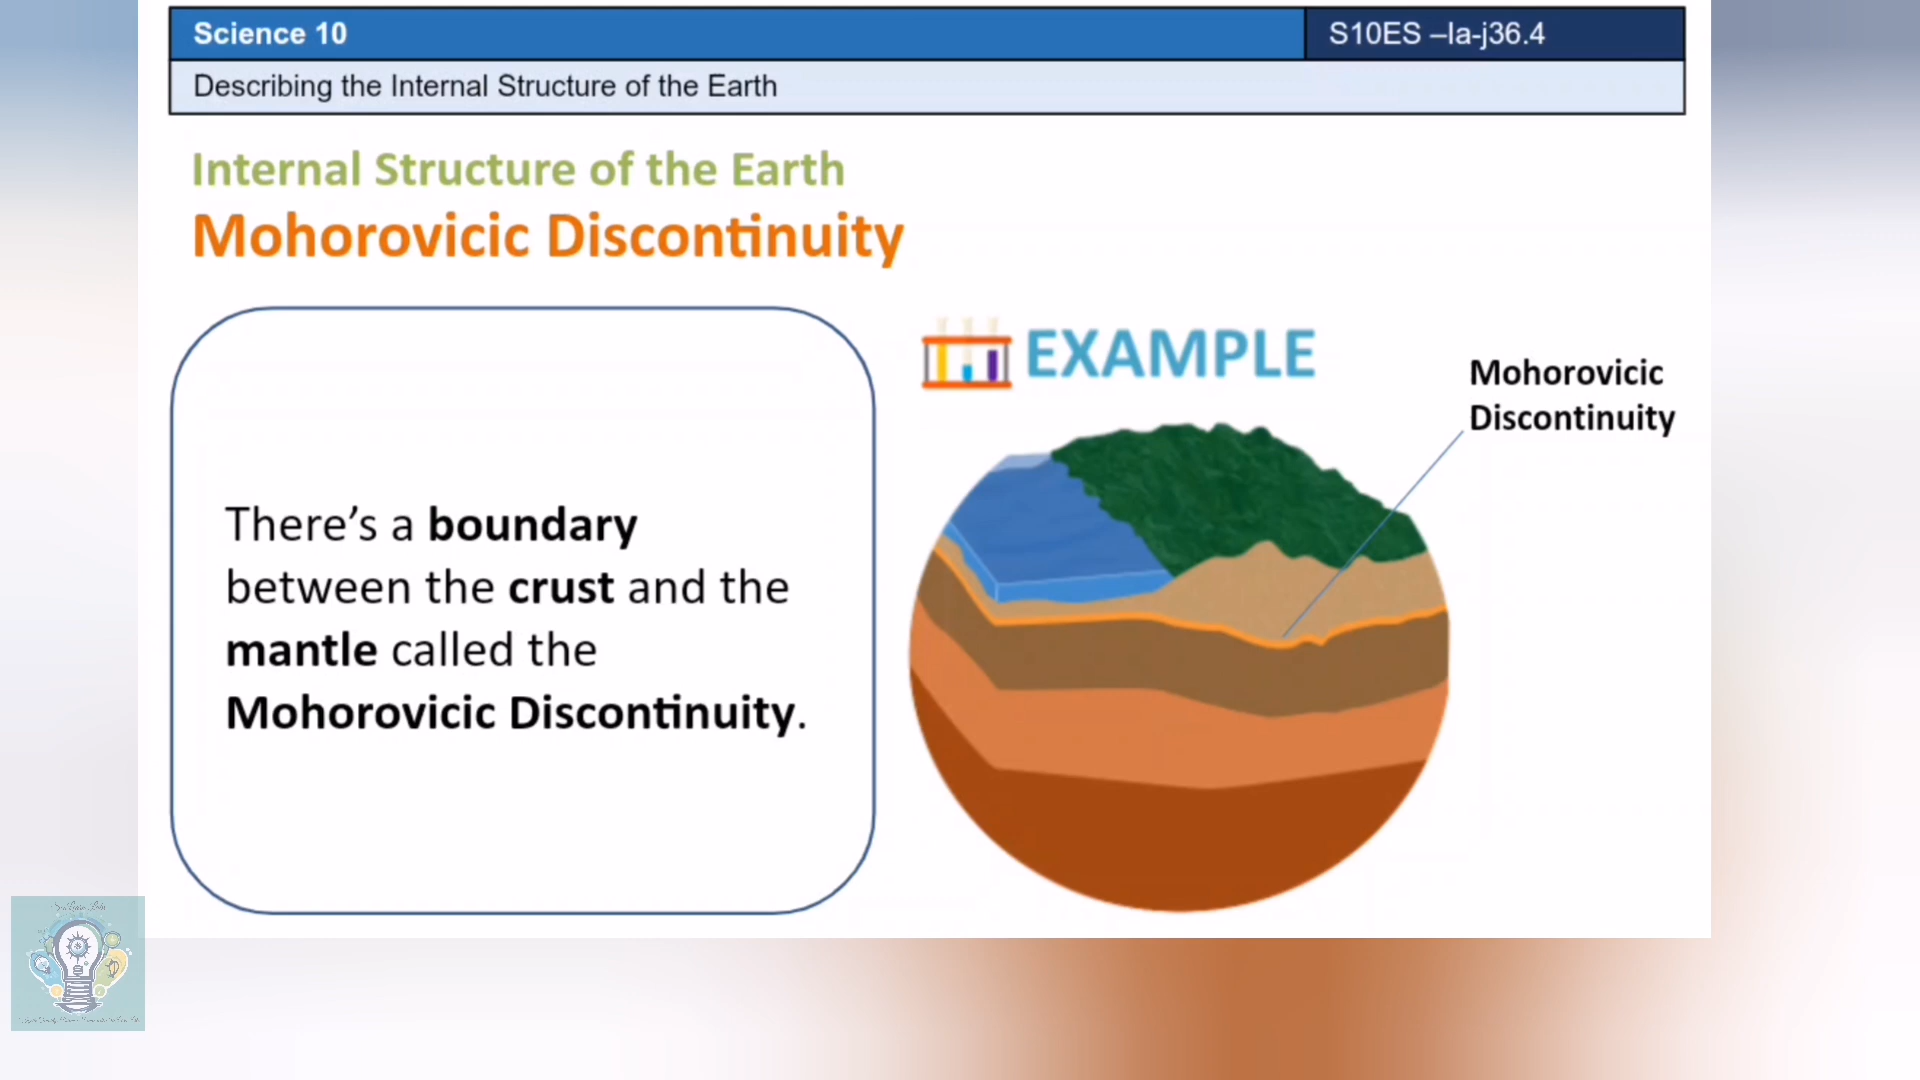 Science 10
S10ES –Ia-j36.4
Describing the Internal Structure of the Earth
Internal Structure of the Earth
Mohorovicic Discontinuity
There’s a boundary
between the crust and the
mantle called the
Mohorovicic Discontinuity.
EXAMPLE
Mohorovicic
Discontinuity